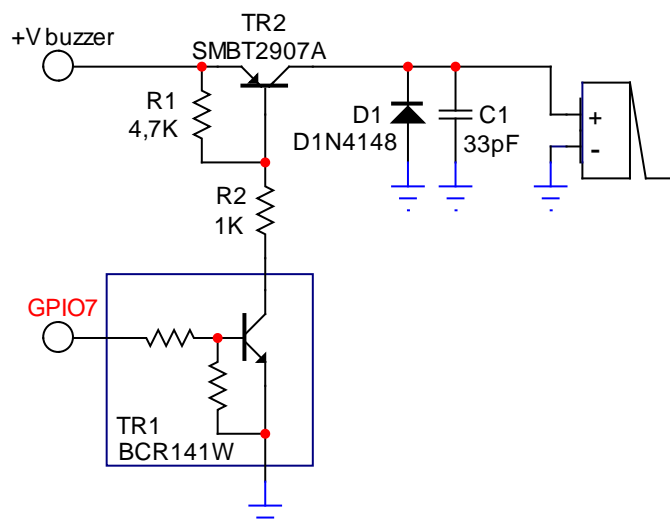 TR2
+V buzzer
SMBT2907A
R1
4,7K
D1
D1N4148
C1
33pF
+
-
R2
1K
GPIO7
TR1
BCR141W